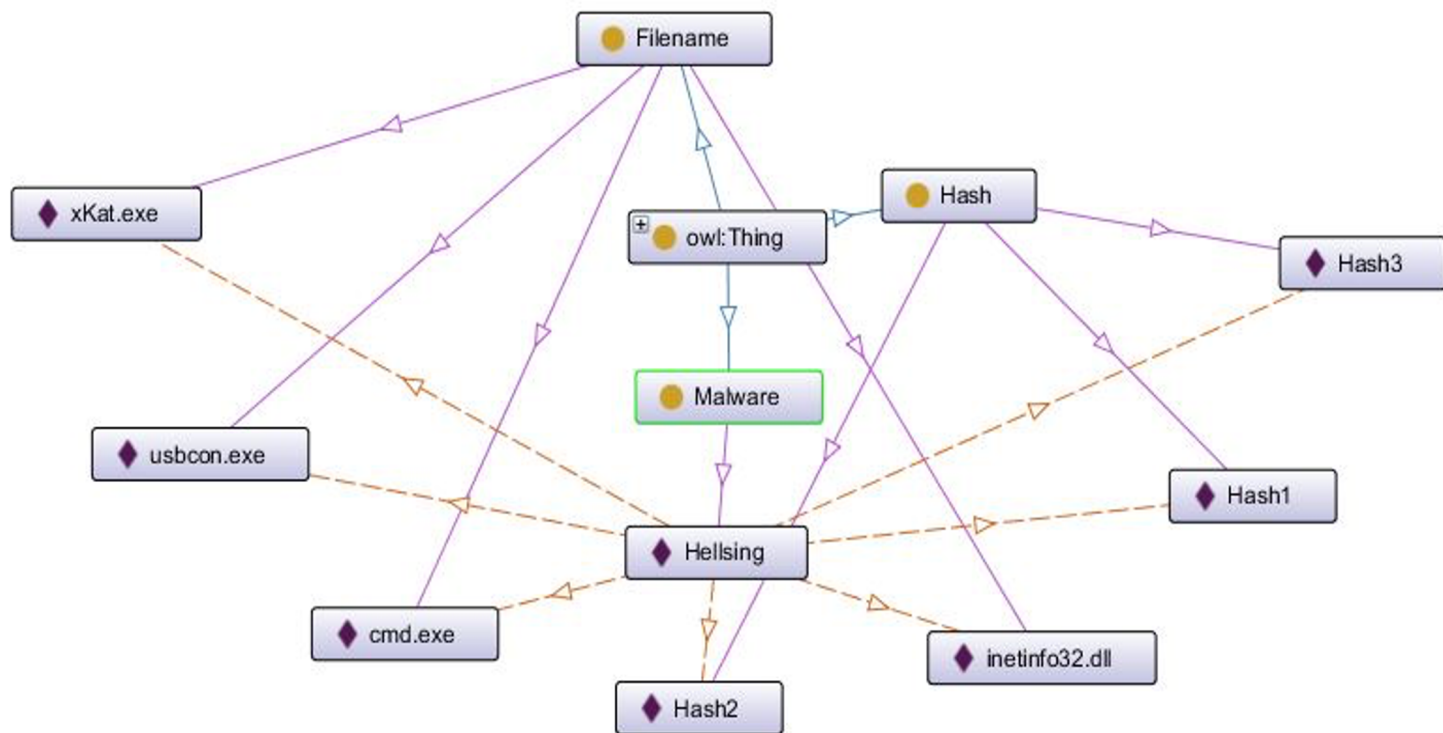 Filename
Hash
xKat.exe
owl:Thing
Hash3
Malware
usbcon.exe
Hash1
Hellsing
cmd.exe
inetinfo32.dll
Hash2